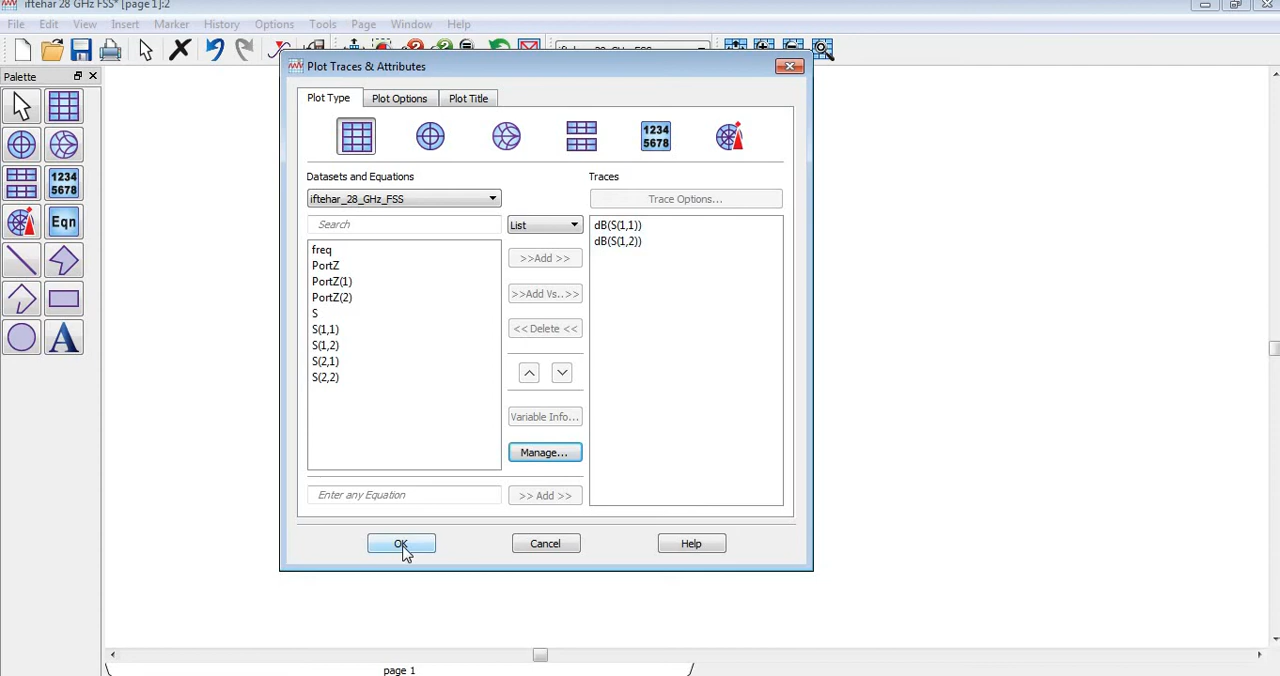 iftehar 28 GHz FSS* [page 1]:2
File Edit View Insert Marker History Options Tools Page Window Help
Palette
Eqn
A
1234
5678
Plot Traces & Attributes
Plot Type Plot Options Plot Title
1234
5678
Datasets and Equations
Traces
iftehar_28_GHz_FSS
Trace Options...
Search
List
freq
PortZ
PortZ(1)
PortZ(2)
S
S(1,1)
S(1,2)
S(2,1)
S(2,2)
>>Add >>
>>Add Vs..>>
<< Delete <<
Variable Info...
Manage...
dB(S(1,1))
dB(S(1,2))
Enter any Equation
>> Add >>
OK Cancel Help
page 1